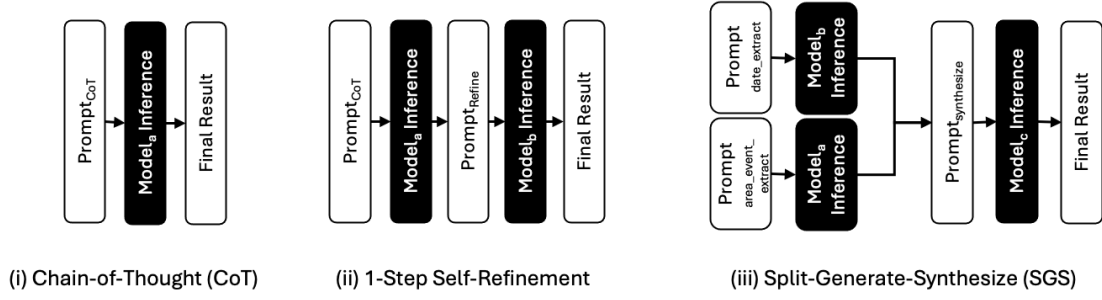 Prompt_CoT
Model_a Inference
Final Result
(i) Chain-of-Thought (CoT)
Prompt_CoT
Model_a Inference
Prompt_Refine
Model_b Inference
Final Result
(ii) 1-Step Self-Refinement
Prompt
date_extract
Model_b
Inference
Prompt
area_event_
extract
Model_a
Inference
Prompt_synthesize
Model_c Inference
Final Result
(iii) Split-Generate-Synthesize (SGS)